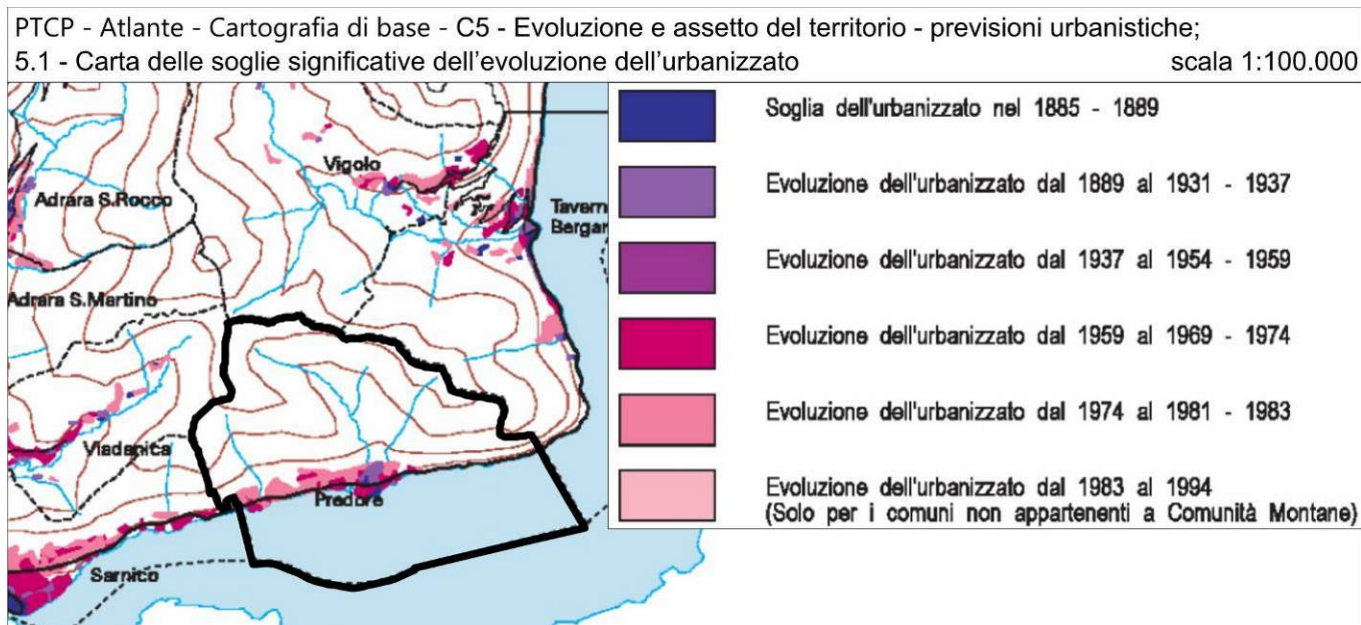 PTCP - Atlante - Cartografia di base - C5 - Evoluzione e assetto del territorio - previsioni urbanistiche;
5.1 - Carta delle soglie significative dell'evoluzione dell'urbanizzato scala 1:100.000
Soglia dell'urbanizzato nel 1885 - 1889
Evoluzione dell'urbanizzato dal 1889 al 1931 - 1937
Evoluzione dell'urbanizzato dal 1937 al 1954 - 1959
Evoluzione dell'urbanizzato dal 1959 al 1969 - 1974
Evoluzione dell'urbanizzato dal 1974 al 1981 - 1983
Evoluzione dell'urbanizzato dal 1983 al 1994
(Solo per i comuni non appartenenti a Comunità Montane)
Vigolo
Adrara S.Rocco
Tavern
Bergar
Adrara S.Martino
Viadanica
Predore
Sarnico